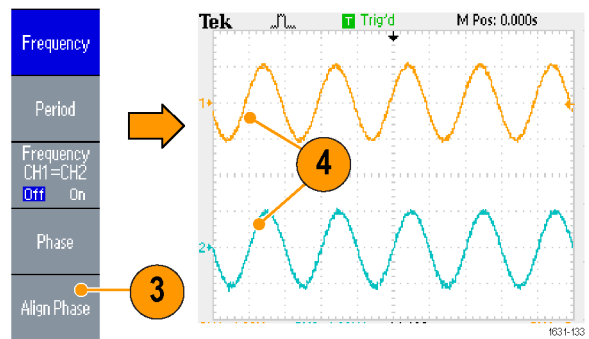 Frequency
Period
Frequency
CH1=CH2
Off On
Phase
Align Phase
3
Tek
T Trig'd
M Pos: 0.000s
1
4
2
1631-133